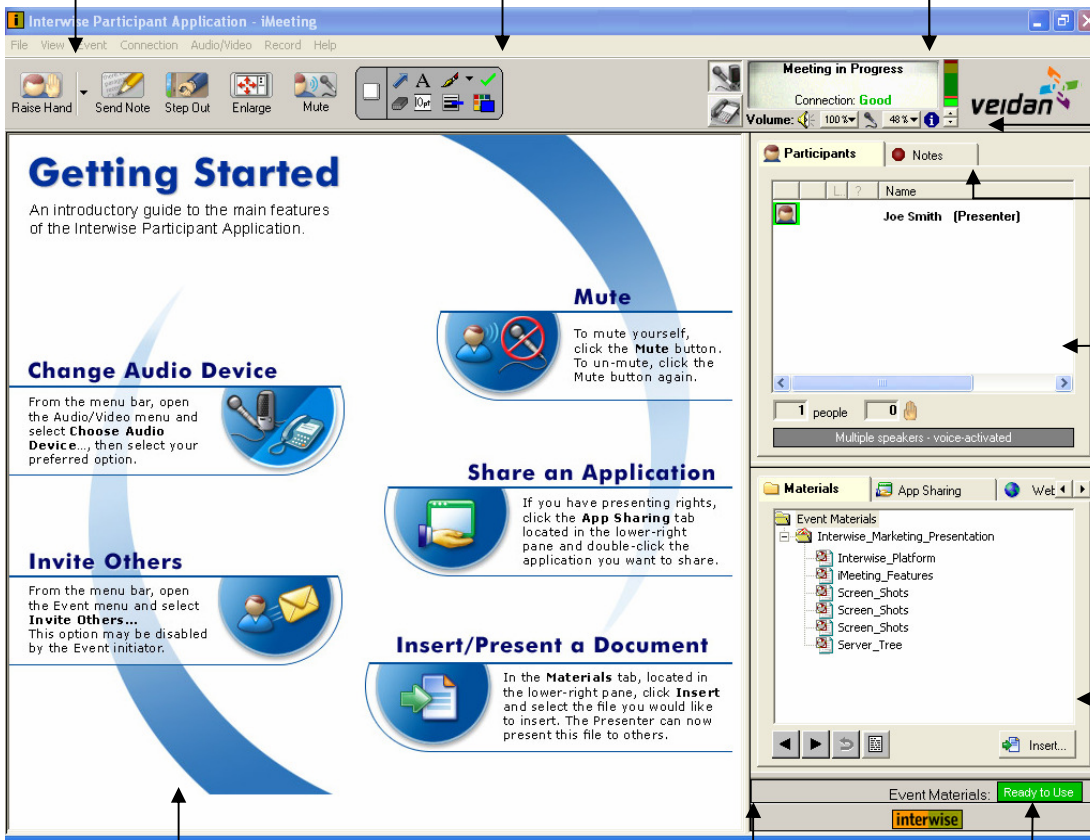 Interwise Participant Application - iMeeting
File View Event Connection Audio/Video Record Help
Raise Hand Send Note Step Out Enlarge Mute
A
10pt
Meeting in Progress
Connection: Good
Volume: 100% 48%
veidan
Getting Started
An introductory guide to the main features
of the Interwise Participant Application.
Mute
To mute yourself,
click the Mute button.
To un-mute, click the
Mute button again.
Change Audio Device
From the menu bar, open
the Audio/Video menu and
select Choose Audio
Device..., then select your
preferred option.
Share an Application
If you have presenting rights,
click the App Sharing tab
located in the lower-right
pane and double-click the
application you want to share.
Invite Others
From the menu bar, open
the Event menu and select
Invite Others...
This option may be disabled
by the Event initiator.
Insert/Present a Document
In the Materials tab, located in
the lower-right pane, click Insert
and select the file you would like
to insert. The Presenter can now
present this file to others.
Participants Notes
L ? Name
Joe Smith (Presenter)
1 people 0
Multiple speakers - voice-activated
Materials App Sharing Web
Event Materials
Interwise_Marketing_Presentation
Interwise_Platform
iMeeting_Features
Screen_Shots
Screen_Shots
Screen_Shots
Server_Tree
Insert...
Event Materials: Ready to Use
interwise